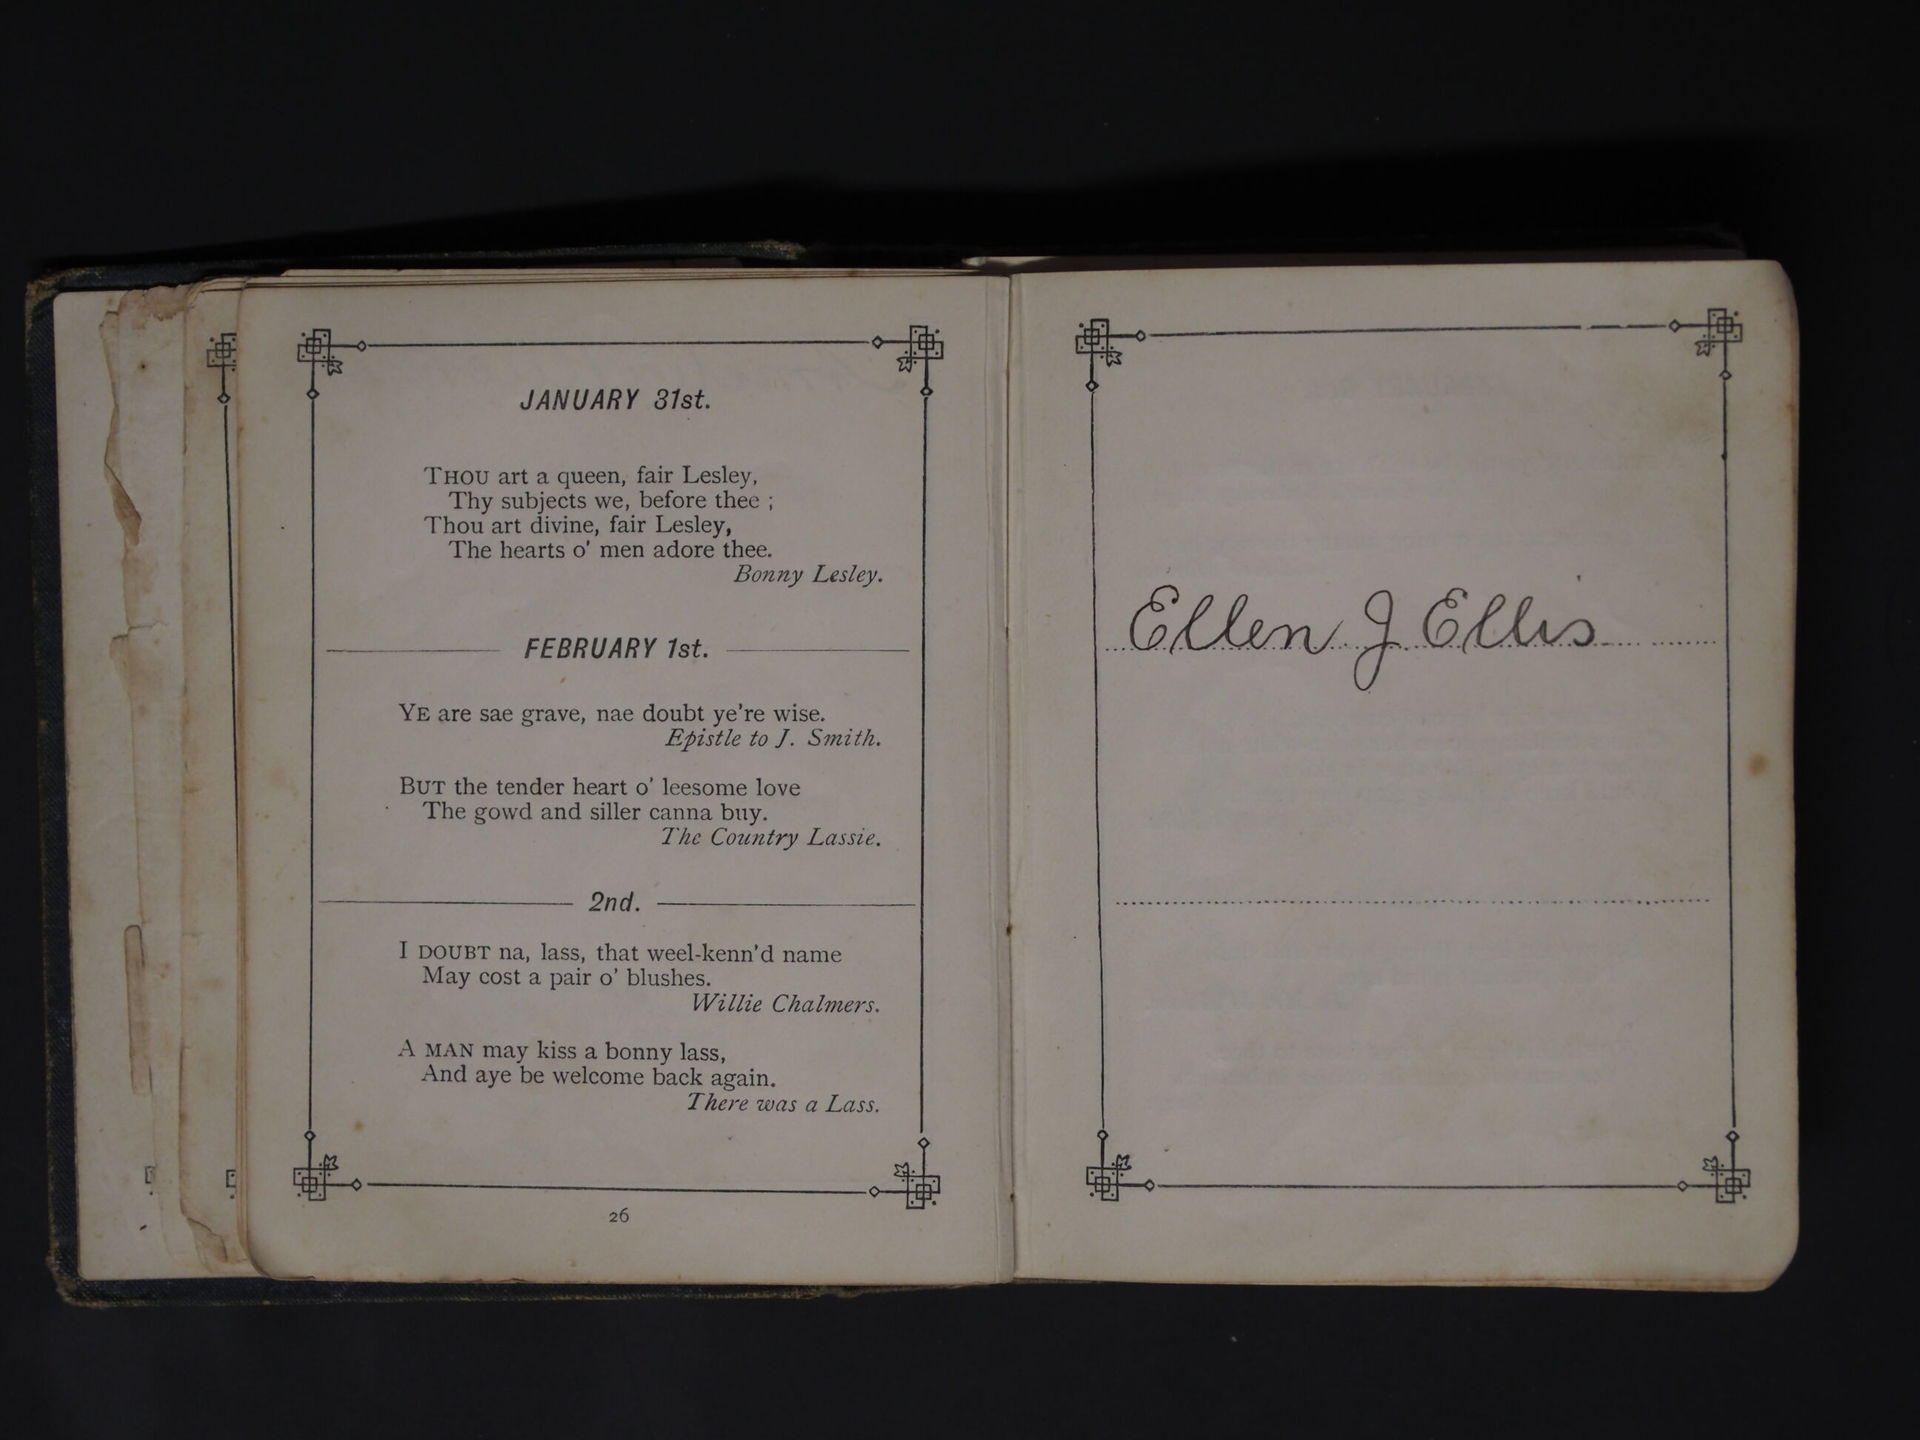 JANUARY 31st.
THOU art a queen, fair Lesley,
Thy subjects we, before thee ;
Thou art divine, fair Lesley,
The hearts o' men adore thee.
Bonny Lesley.
FEBRUARY 1st.
YE are sae grave, nae doubt ye're wise.
Epistle to J. Smith.
BUT the tender heart o' leesome love
The gowd and siller canna buy.
The Country Lassie.
2nd.
I DOUBT na, lass, that weel-kenn'd name
May cost a pair o' blushes.
Willie Chalmers.
A MAN may kiss a bonny lass,
And aye be welcome back again.
There was a Lass.
26
Ellen J Ellis